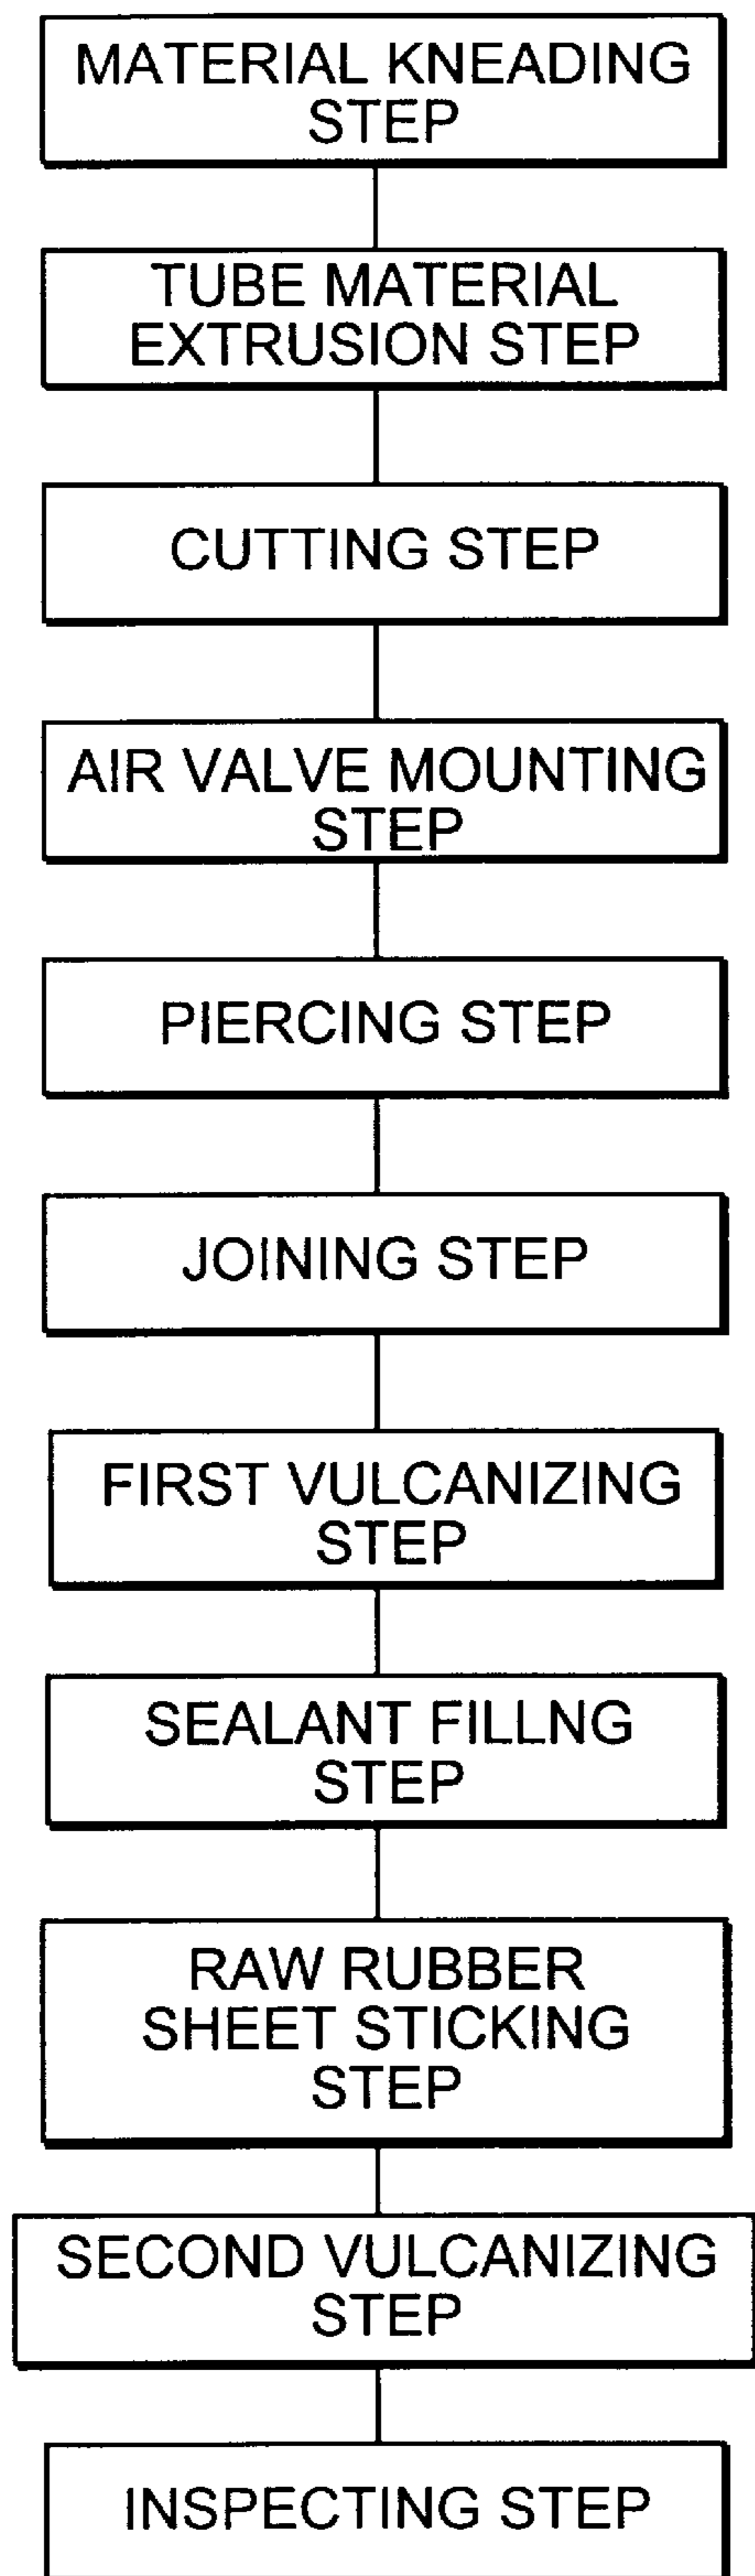 MATERIAL KNEADING
STEP
TUBE MATERIAL
EXTRUSION STEP
CUTTING STEP
AIR VALVE MOUNTING
STEP
PIERCING STEP
JOINING STEP
FIRST VULCANIZING
STEP
SEALANT FILLNG
STEP
RAW RUBBER
SHEET STICKING
STEP
SECOND VULCANIZING
STEP
INSPECTING STEP